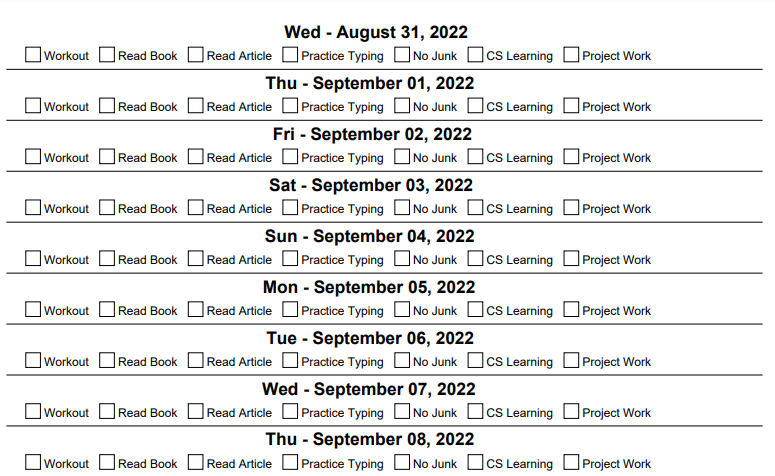 Wed - August 31, 2022
Workout Read Book Read Article Practice Typing No Junk CS Learning Project Work
Thu - September 01, 2022
Workout Read Book Read Article Practice Typing No Junk CS Learning Project Work
Fri - September 02, 2022
Workout Read Book Read Article Practice Typing No Junk CS Learning Project Work
Sat - September 03, 2022
Workout Read Book Read Article Practice Typing No Junk CS Learning Project Work
Sun - September 04, 2022
Workout Read Book Read Article Practice Typing No Junk CS Learning Project Work
Mon - September 05, 2022
Workout Read Book Read Article Practice Typing No Junk CS Learning Project Work
Tue - September 06, 2022
Workout Read Book Read Article Practice Typing No Junk CS Learning Project Work
Wed - September 07, 2022
Workout Read Book Read Article Practice Typing No Junk CS Learning Project Work
Thu - September 08, 2022
Workout Read Book Read Article Practice Typing No Junk CS Learning Project Work